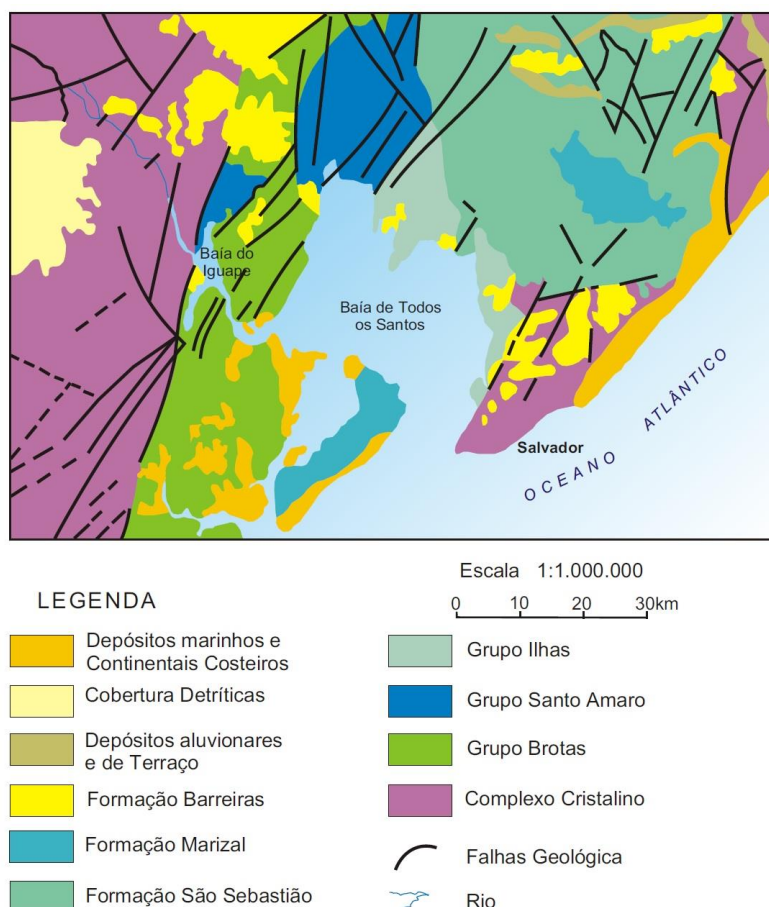 Baía do
Iguape
Baía de Todos
os Santos
Salvador
OCEANO ATLÂNTICO
Escala 1:1.000.000
0 10 20 30km
LEGENDA
Depósitos marinhos e
Continentais Costeiros
Cobertura Detríticas
Depósitos aluvionares
e de Terraço
Formação Barreiras
Formação Marizal
Formação São Sebastião
Grupo Ilhas
Grupo Santo Amaro
Grupo Brotas
Complexo Cristalino
Falhas Geológica
Rio